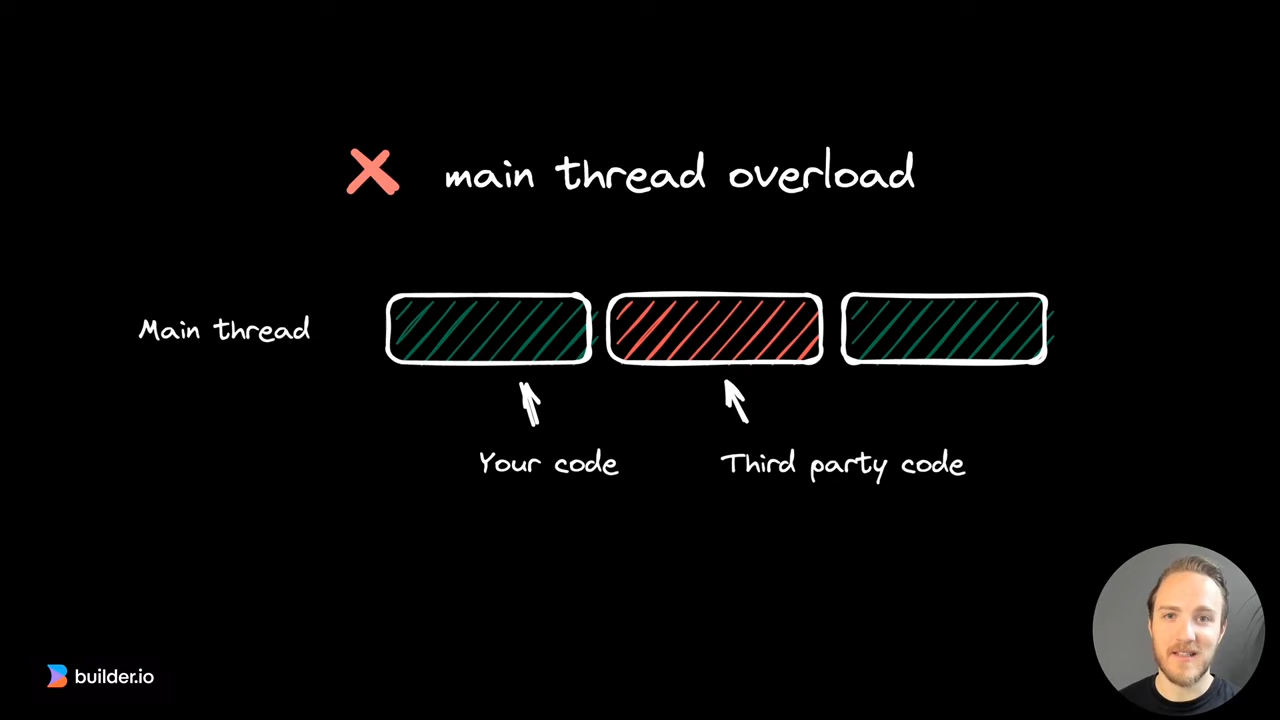 main thread overload
Main thread
Your code
Third party code
builder.io